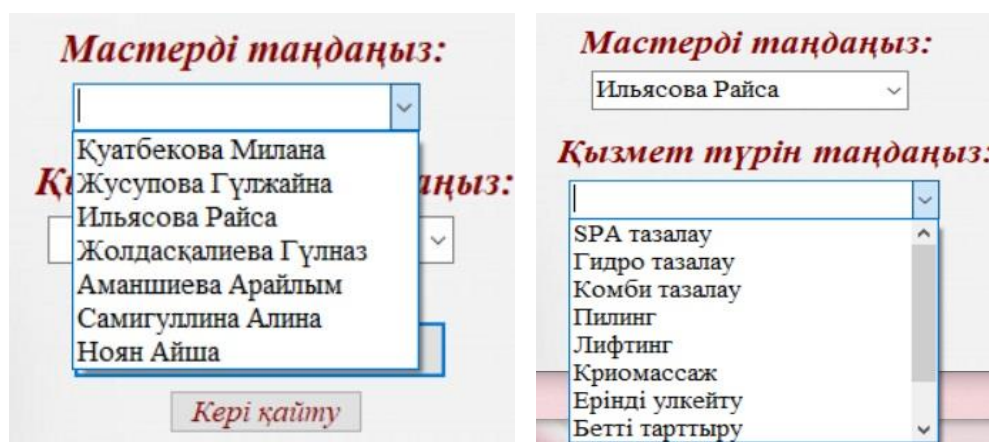 Мастерді таңдаңыз:
Қуатбекова Милана
Жусупова Гүлжайна
Ильясова Райса
Жолдасқалиева Гүлназ
Аманшиева Арайлым
Самигуллина Алина
Ноян Айша
Кері қайту
Мастерді таңдаңыз:
Ильясова Райса
Қызмет түрін таңдаңыз:
SPA тазалау
Гидро тазалау
Комби тазалау
Пилинг
Лифтинг
Криомассаж
Ерінді улкейту
Бетті тарттыру